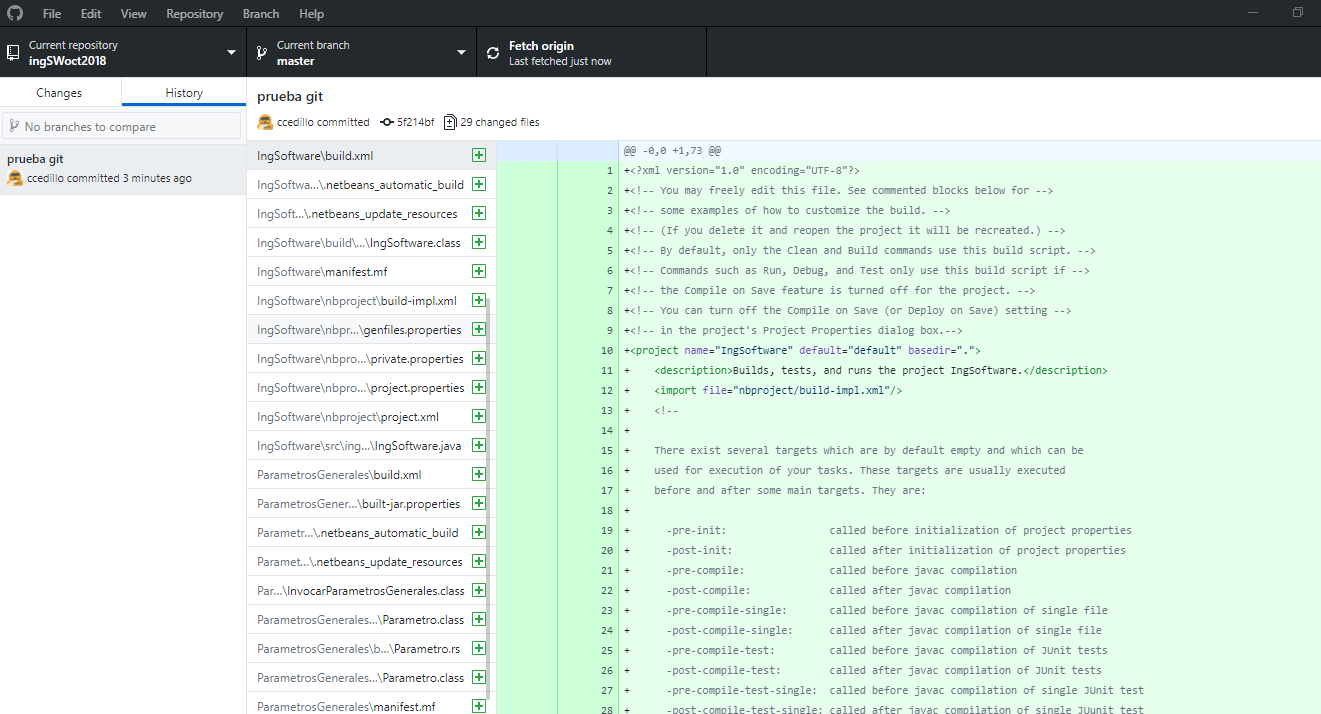 File Edit View Repository Branch Help
Current repository
ingSWoct2018
Current branch
master
Fetch origin
Last fetched just now
Changes History
No branches to compare
prueba git
ccedillo committed 3 minutes ago
prueba git
ccedillo committed 5f214bf 29 changed files
IngSoftware\build.xml
IngSoftwa...\.netbeans_automatic_build
IngSoft...\.netbeans_update_resources
IngSoftware\build\...\IngSoftware.class
IngSoftware\manifest.mf
IngSoftware\nbproject\build-impl.xml
IngSoftware\nbpr...\genfiles.properties
IngSoftware\nbpro...\private.properties
IngSoftware\nbpro...\project.properties
IngSoftware\nbproject\project.xml
IngSoftware\src\ing...\IngSoftware.java
ParametrosGenerales\build.xml
ParametrosGener...\built-jar.properties
Parametr...\.netbeans_automatic_build
Paramet...\.netbeans_update_resources
Par...\InvocarParametrosGenerales.class
ParametrosGenerales...\Parametro.class
ParametrosGenerales\b...\Parametro.rs
ParametrosGenerales...\Parametro.class
ParametrosGenerales\manifest.mf
@@ -0,0 +1,73 @@
1 +<?xml version="1.0" encoding="UTF-8"?>
2 +<!-- You may freely edit this file. See commented blocks below for -->
3 +<!-- some examples of how to customize the build. -->
4 +<!-- (If you delete it and reopen the project it will be recreated.) -->
5 +<!-- By default, only the Clean and Build commands use this build script. -->
6 +<!-- Commands such as Run, Debug, and Test only use this build script if -->
7 +<!-- the Compile on Save feature is turned off for the project. -->
8 +<!-- You can turn off the Compile on Save (or Deploy on Save) setting -->
9 +<!-- in the project's Project Properties dialog box.-->
10 +<project name="IngSoftware" default="default" basedir=".">
11 + <description>Builds, tests, and runs the project IngSoftware.</description>
12 + <import file="nbproject/build-impl.xml"/>
13 + <!--
14 +
15 + There exist several targets which are by default empty and which can be
16 + used for execution of your tasks. These targets are usually executed
17 + before and after some main targets. They are:
18 +
19 + -pre-init: called before initialization of project properties
20 + -post-init: called after initialization of project properties
21 + -pre-compile: called before javac compilation
22 + -post-compile: called after javac compilation
23 + -pre-compile-single: called before javac compilation of single file
24 + -post-compile-single: called after javac compilation of single file
25 + -pre-compile-test: called before javac compilation of JUnit tests
26 + -post-compile-test: called after javac compilation of JUnit tests
27 + -pre-compile-test-single: called before javac compilation of single JUnit test
28 + -post-compile-test-single: called after javac compilation of single JUunit test